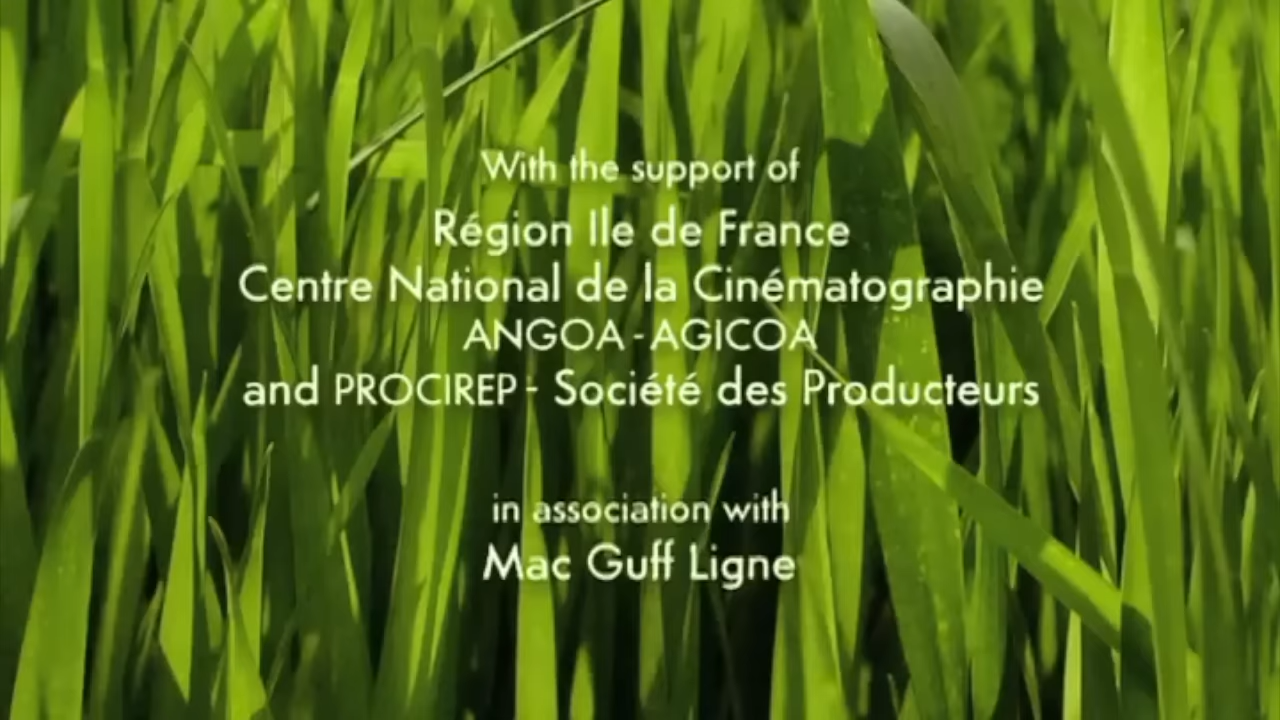 With the support of
Région Ile de France
Centre National de la Cinématographie
ANGOA - AGICOA
and PROCIREP - Société des Producteurs
in association with
Mac Guff Ligne